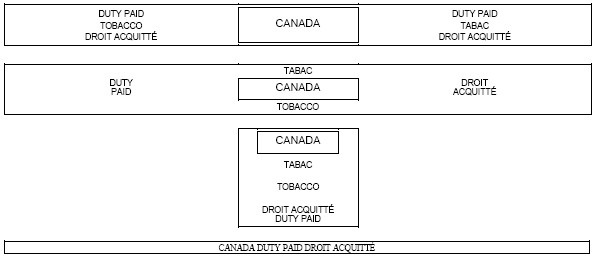 DUTY PAID
TOBACCO
DROIT ACQUITTÉ
CANADA
DUTY PAID
TABAC
DROIT ACQUITTÉ
DUTY
PAID
TABAC
CANADA
TOBACCO
DROIT
ACQUITTÉ
CANADA
TABAC
TOBACCO
DROIT ACQUITTÉ
DUTY PAID
CANADA DUTY PAID DROIT ACQUITTÉ